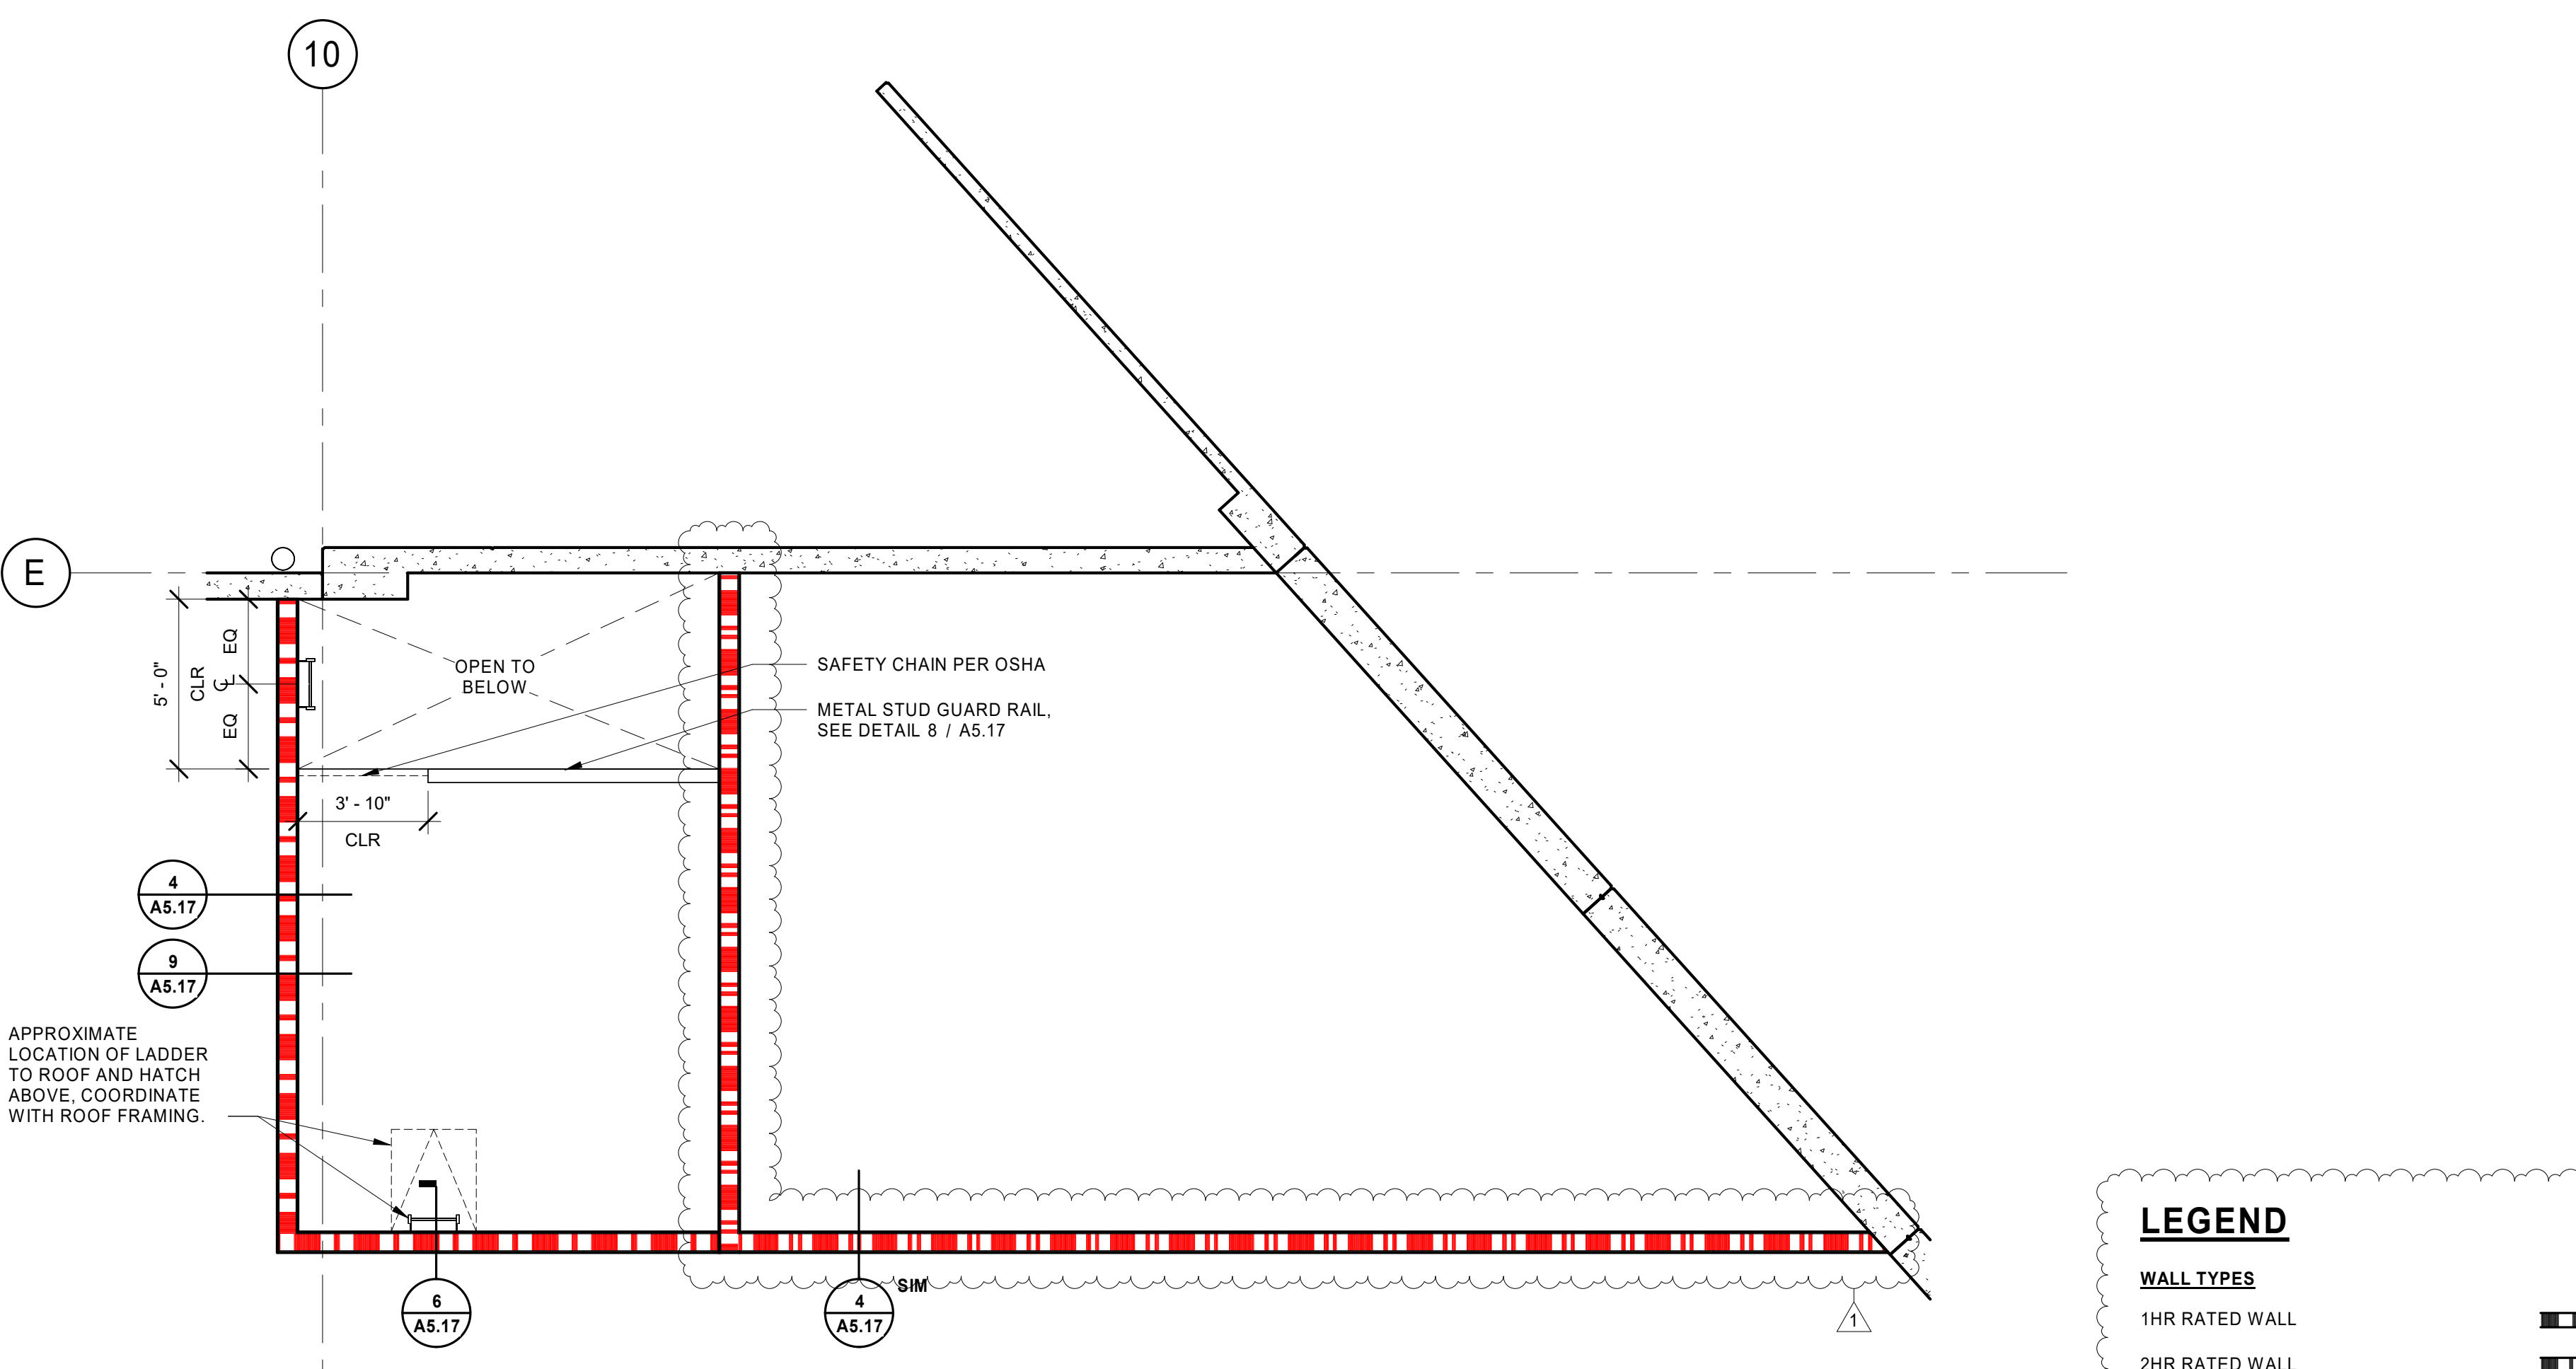 10
E
OPEN TO
BELOW
SAFETY CHAIN PER OSHA
METAL STUD GUARD RAIL,
SEE DETAIL 8 / A5.17
5' - 0"
CLR
EQ
CL
EQ
3' - 10"
CLR
4
A5.17
9
A5.17
APPROXIMATE
LOCATION OF LADDER
TO ROOF AND HATCH
ABOVE, COORDINATE
WITH ROOF FRAMING.
6
A5.17
4
A5.17
SIM
1
LEGEND
WALL TYPES
1HR RATED WALL
2HR RATED WALL